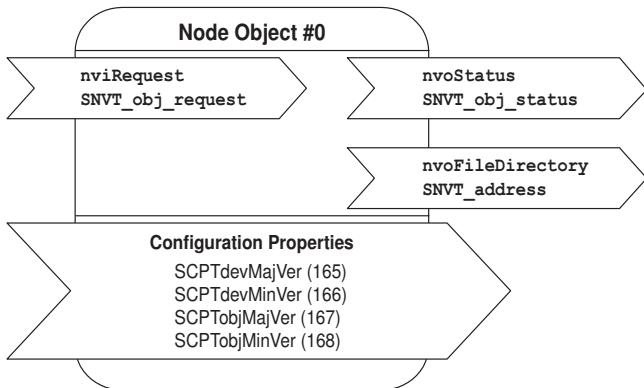 Node Object #0
nviRequest
SNVT_obj_request
nvoStatus
SNVT_obj_status
nvoFileDirectory
SNVT_address
Configuration Properties
SCPTdevMajVer (165)
SCPTdevMinVer (166)
SCPTobjMajVer (167)
SCPTobjMinVer (168)